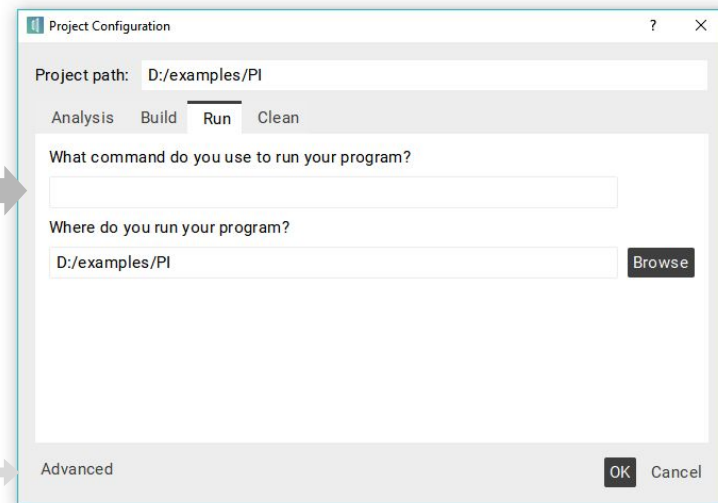 Project Configuration ?
Project path: D:/examples/PI
Analysis Build Run Clean
What command do you use to run your program?
Where do you run your program?
D:/examples/PI Browse
Advanced OK Cancel